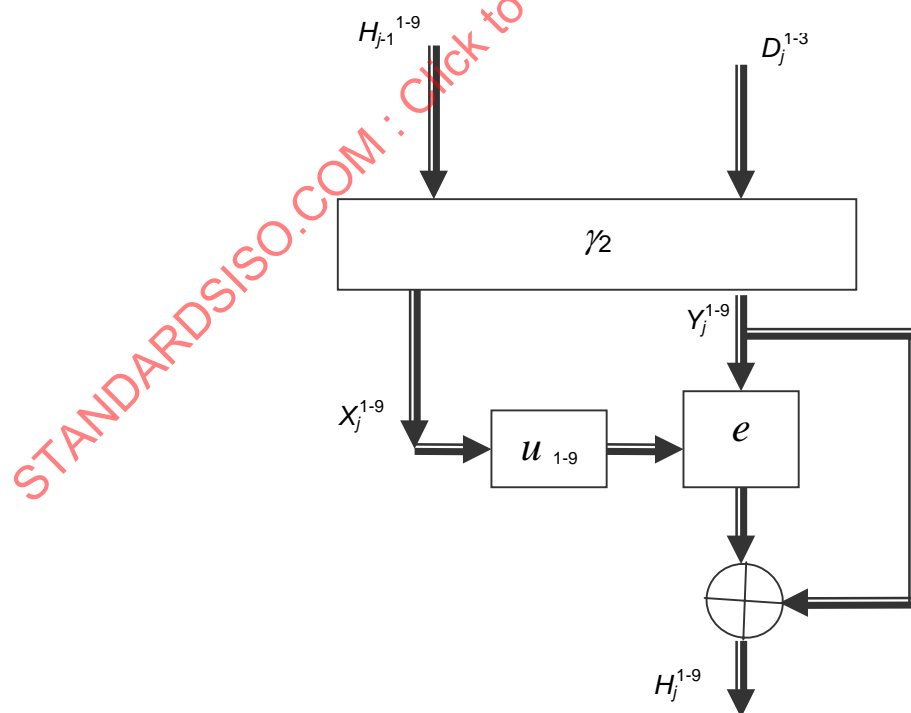 H_{j-1}^{1-9}
D_j^{1-3}
STANDARDSISO.COM : Click to
γ2
Y_j^{1-9}
X_j^{1-9}
u 1-9
e
H_j^{1-9}